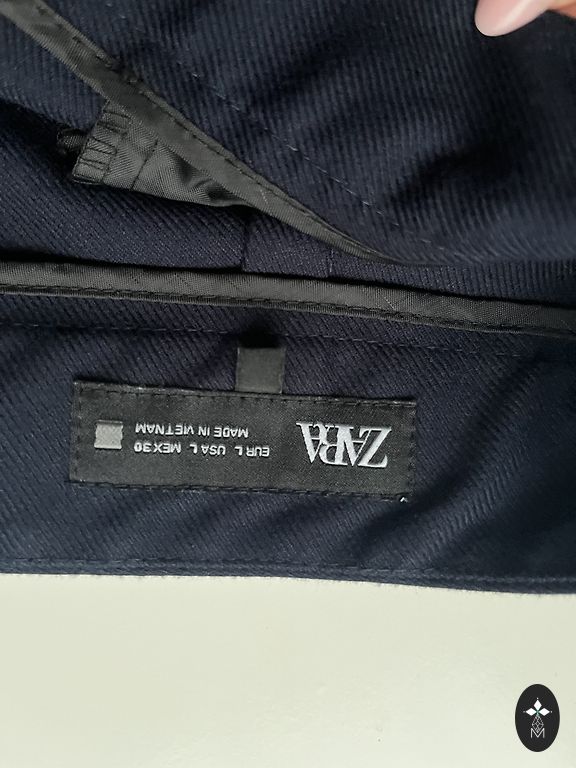 ZARA
EUR L USA L MEX30
MADE IN VIETNAM
M